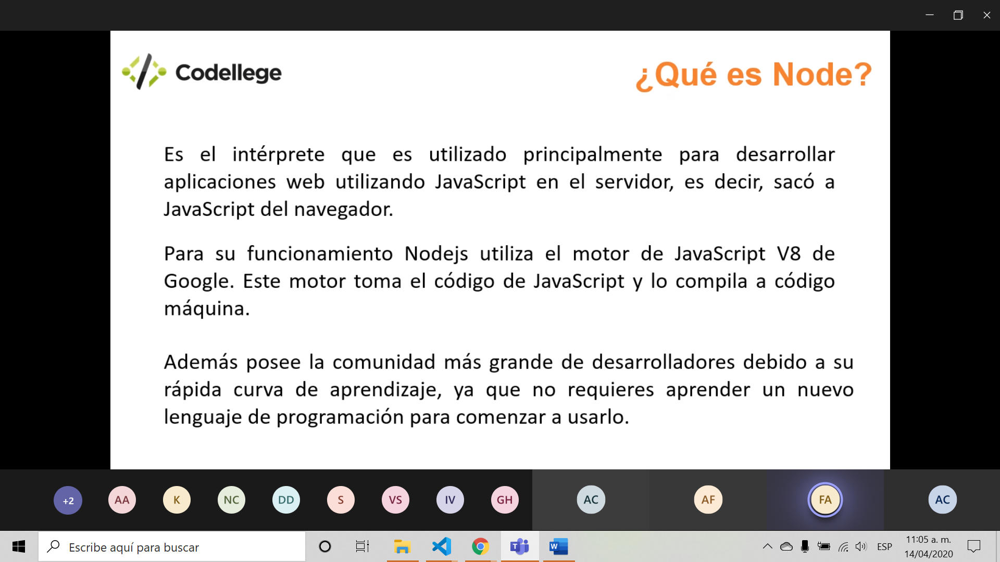 Codellege
¿Qué es Node?
Es el intérprete que es utilizado principalmente para desarrollar
aplicaciones web utilizando JavaScript en el servidor, es decir, sacó a
JavaScript del navegador.
Para su funcionamiento Nodejs utiliza el motor de JavaScript V8 de
Google. Este motor toma el código de JavaScript y lo compila a código
máquina.
Además posee la comunidad más grande de desarrolladores debido a su
rápida curva de aprendizaje, ya que no requieres aprender un nuevo
lenguaje de programación para comenzar a usarlo.
+2 AA K NC DD S VS IV GH AC AF FA AC
Escribe aquí para buscar
T
W
ESP
11:05 a. m.
14/04/2020